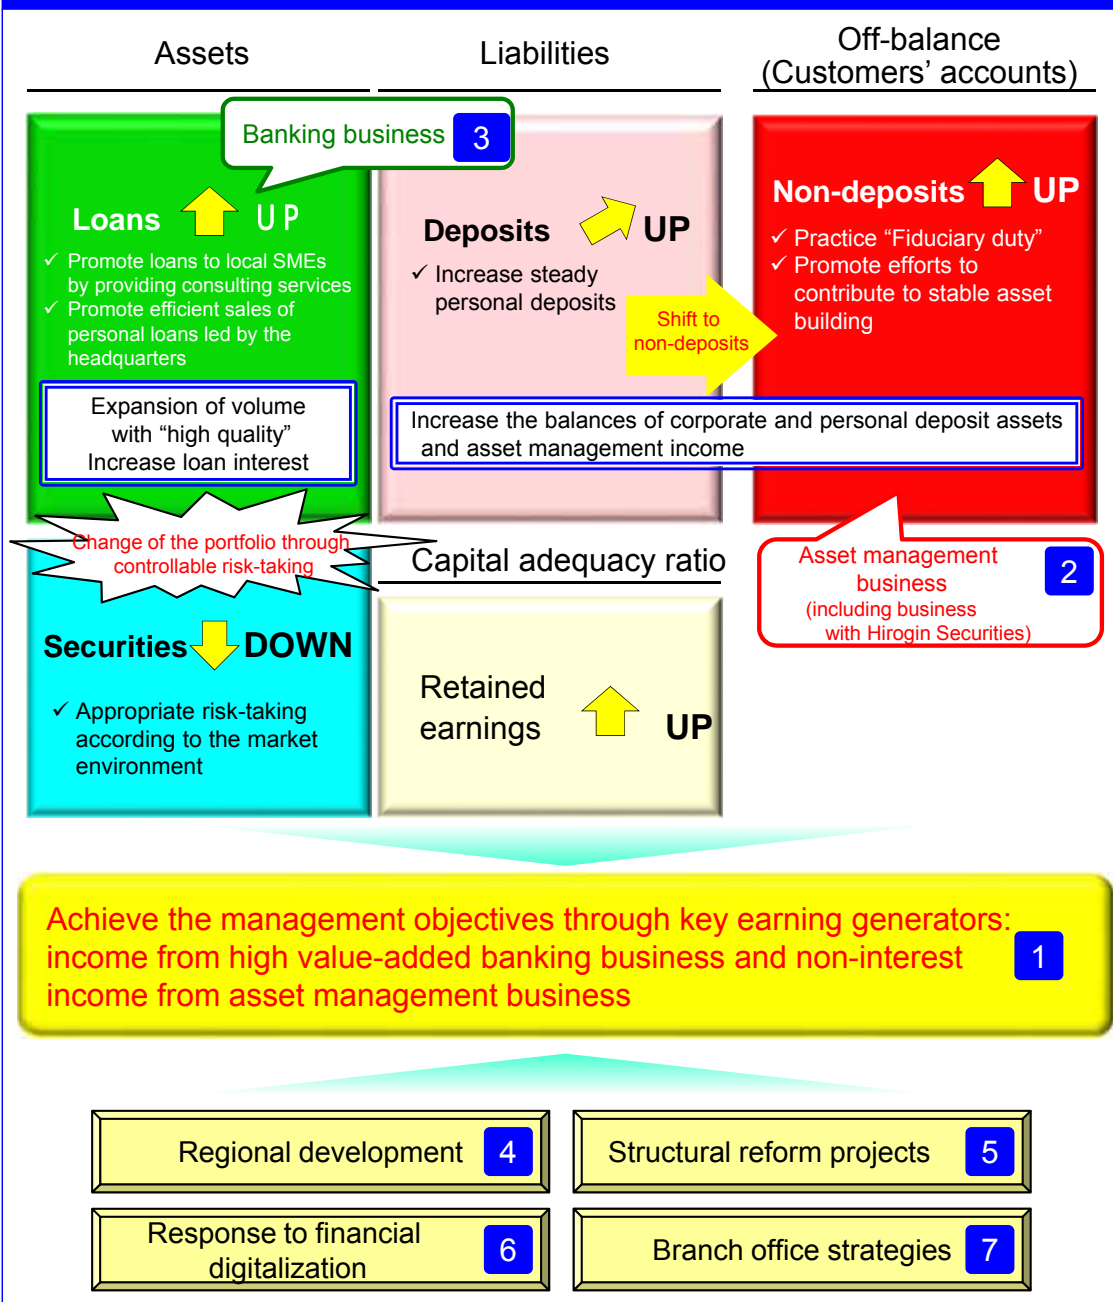 Assets
Liabilities
Off-balance
(Customers’ accounts)
Banking business 3
Loans UP
✓ Promote loans to local SMEs
by providing consulting services
✓ Promote efficient sales of
personal loans led by the
headquarters
Expansion of volume
with “high quality”
Increase loan interest
Deposits UP
✓ Increase steady
personal deposits
Shift to
non-deposits
Non-deposits UP
✓ Practice “Fiduciary duty”
✓ Promote efforts to
contribute to stable asset
building
Increase the balances of corporate and personal deposit assets
and asset management income
Change of the portfolio through
controllable risk-taking
Securities DOWN
✓ Appropriate risk-taking
according to the market
environment
Capital adequacy ratio
Retained
earnings UP
Asset management
business
(including business
with Hirogin Securities)
2
Achieve the management objectives through key earning generators:
income from high value-added banking business and non-interest
income from asset management business
1
Regional development 4
Structural reform projects 5
Response to financial
digitalization
6
Branch office strategies 7